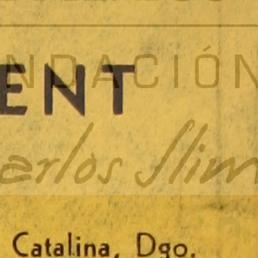 NDACIÓN
ENT
arlos Slim
Catalina, Dgo.